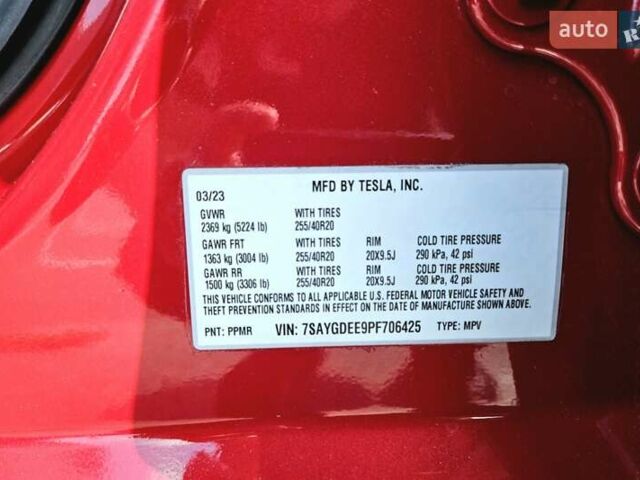 auto
03/23 MFD BY TESLA, INC.
GVWR WITH TIRES
2369 kg (5224 lb) 255/40R20
GAWR FRT WITH TIRES RIM COLD TIRE PRESSURE
1363 kg (3004 lb) 255/40R20 20X9.5J 290 kPa, 42 psi
GAWR RR WITH TIRES RIM COLD TIRE PRESSURE
1500 kg (3306 lb) 255/40R20 20X9.5J 290 kPa, 42 psi
THIS VEHICLE CONFORMS TO ALL APPLICABLE U.S. FEDERAL MOTOR VEHICLE SAFETY AND
THEFT PREVENTION STANDARDS IN EFFECT ON THE DATE OF MANUFACTURE SHOWN ABOVE.
PNT: PPMR VIN: 7SAYGDEE9PF706425 TYPE: MPV